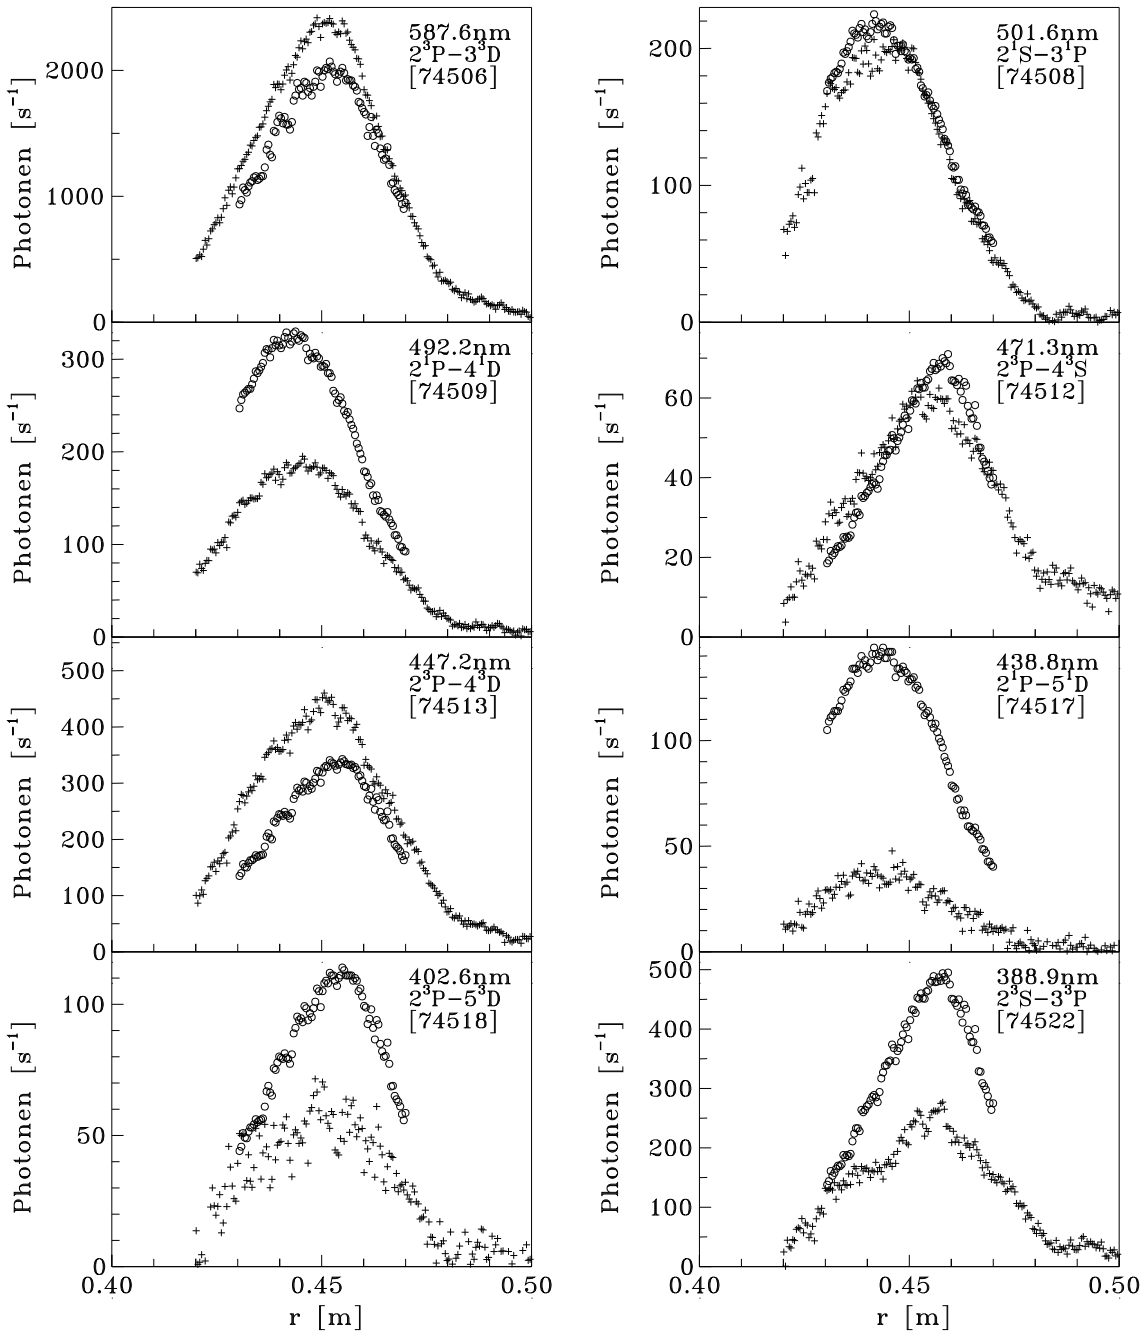 587.6nm
2³P−3³D
[74506]
2000
1000
0
Photonen [s⁻¹]
501.6nm
2¹S−3¹P
[74508]
200
100
0
Photonen [s⁻¹]
492.2nm
2¹P−4¹D
[74509]
300
200
100
0
Photonen [s⁻¹]
471.3nm
2³P−4³S
[74512]
60
40
20
0
Photonen [s⁻¹]
447.2nm
2³P−4³D
[74513]
500
400
300
200
100
0
Photonen [s⁻¹]
438.8nm
2¹P−5¹D
[74517]
100
50
0
Photonen [s⁻¹]
402.6nm
2³P−5³D
[74518]
100
50
0
Photonen [s⁻¹]
0.40 0.45 0.50
r [m]
388.9nm
2³S−3³P
[74522]
500
400
300
200
100
0
Photonen [s⁻¹]
0.40 0.45 0.50
r [m]